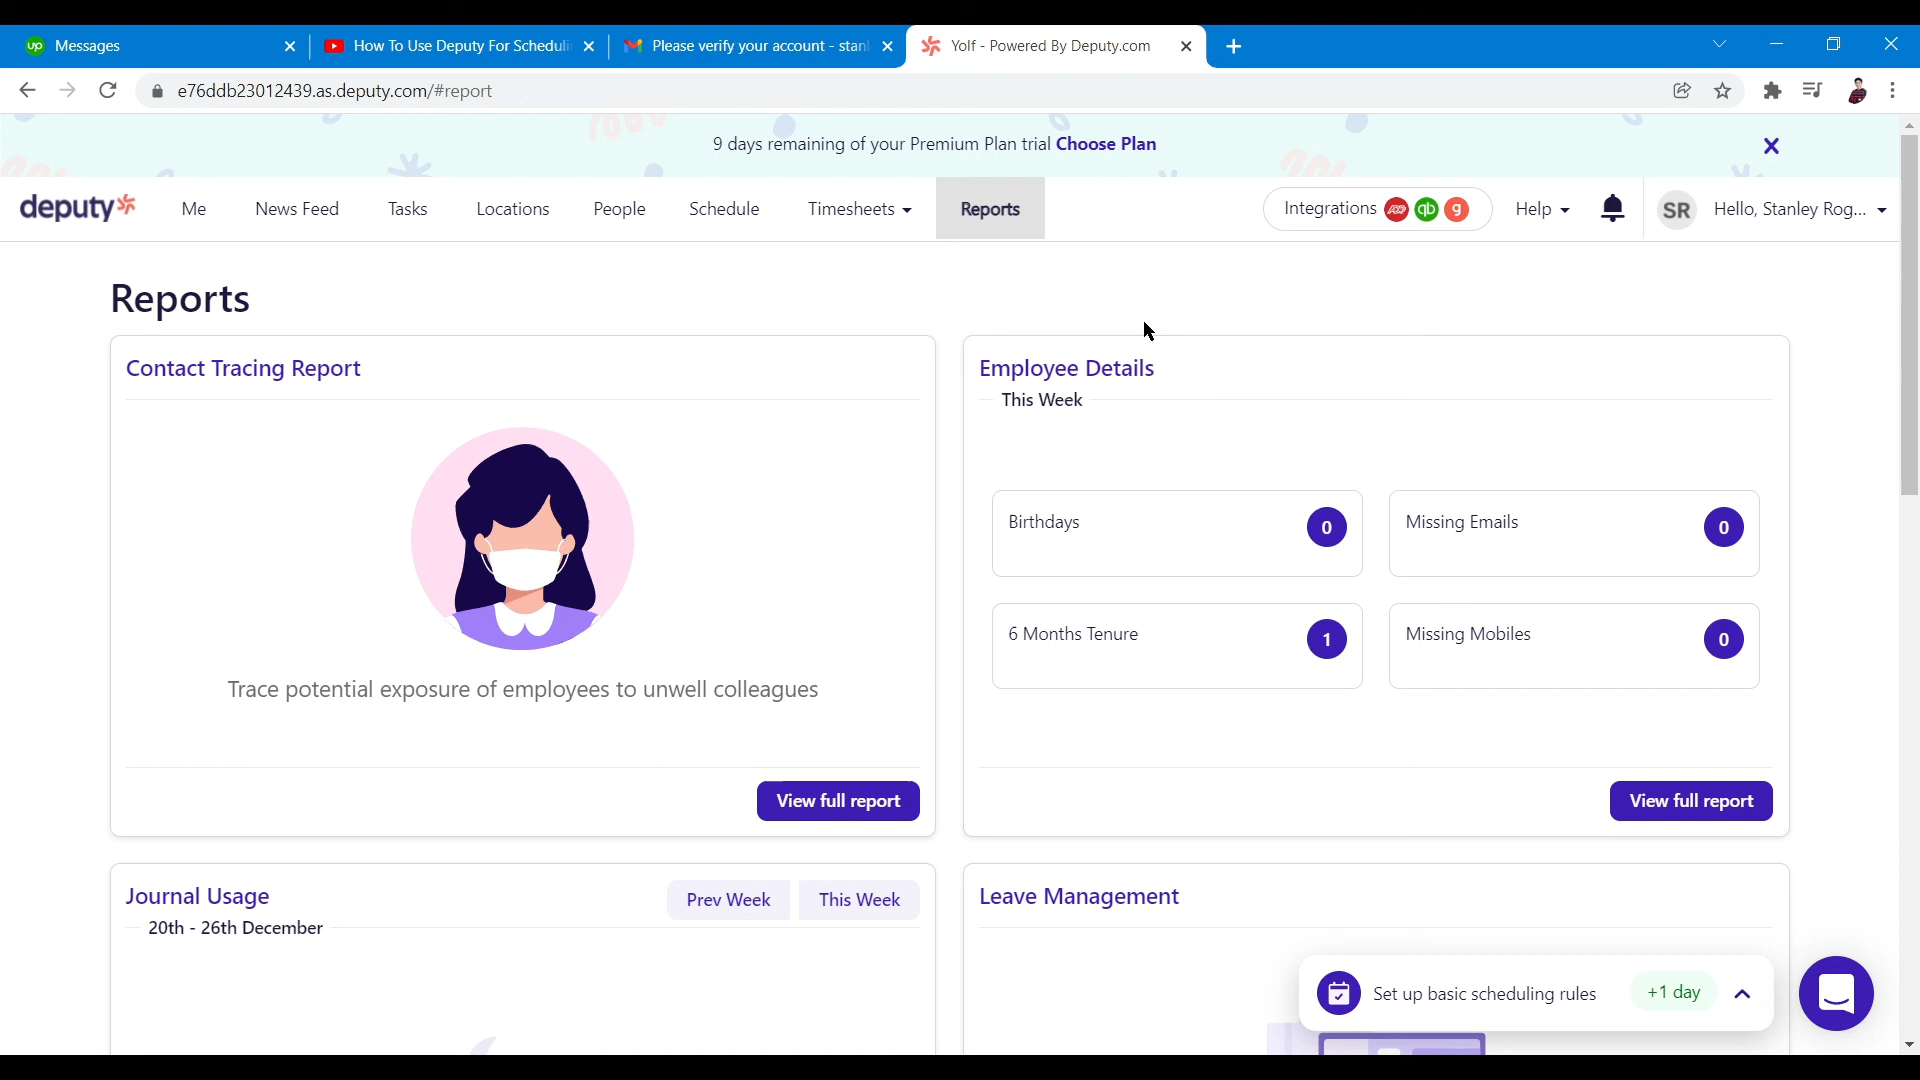 up Messages
How To Use Deputy For Scheduli
Please verify your account - stanl
Yolf - Powered By Deputy.com
e76ddb23012439.as.deputy.com/#report
9 days remaining of your Premium Plan trial Choose Plan
deputy
Me
News Feed
Tasks
Locations
People
Schedule
Timesheets
Reports
Integrations ADP qb g
Help
SR
Hello, Stanley Rog...
Reports
Contact Tracing Report
Trace potential exposure of employees to unwell colleagues
View full report
Employee Details
This Week
Birthdays 0
Missing Emails 0
6 Months Tenure 1
Missing Mobiles 0
View full report
Journal Usage
Prev Week
This Week
20th - 26th December
Leave Management
Set up basic scheduling rules
+1 day